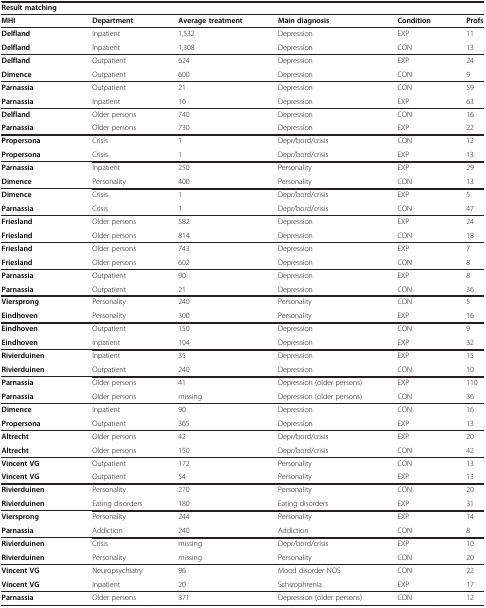 Result matching
MHI Department Average treatment Main diagnosis Condition Profs
Delfland Inpatient 1,532 Depression EXP 11
Delfland Inpatient 1,308 Depression CON 13
Delfland Outpatient 624 Depression EXP 24
Dimence Outpatient 600 Depression CON 9
Parnassia Outpatient 21 Depression CON 59
Parnassia Inpatient 16 Depression EXP 63
Delfland Older persons 740 Depression CON 16
Parnassia Older persons 730 Depression EXP 22
Propersona Crisis 1 Depr/bord/crisis CON 12
Propersona Crisis 1 Depr/bord/crisis EXP 13
Parnassia Inpatient 250 Personality EXP 29
Dimence Personality 400 Personality CON 13
Dimence Crisis 1 Depr/bord/crisis EXP 5
Parnassia Crisis 1 Depr/bord/crisis CON 47
Friesland Older persons 582 Depression EXP 24
Friesland Older persons 814 Depression CON 18
Friesland Older persons 743 Depression EXP 7
Friesland Older persons 602 Depression CON 8
Parnassia Outpatient 90 Depression EXP 8
Parnassia Outpatient 21 Depression CON 36
Viersprong Personality 240 Personality CON 5
Eindhoven Personality 300 Personality EXP 16
Eindhoven Outpatient 150 Depression CON 9
Eindhoven Inpatient 104 Depression EXP 32
Rivierduinen Inpatient 35 Depression EXP 15
Rivierduinen Outpatient 240 Depression CON 10
Parnassia Older persons 41 Depression (older persons) EXP 110
Parnassia Older persons missing Depression (older persons) CON 36
Dimence Inpatient 90 Depression CON 16
Propersona Outpatient 365 Depression EXP 13
Altrecht Older persons 42 Depr/bord/crisis EXP 20
Altrecht Older persons 150 Depr/bord/crisis CON 42
Vincent VG Outpatient 172 Personality CON 13
Vincent VG Outpatient 54 Personality EXP 13
Rivierduinen Personality 270 Personality CON 20
Rivierduinen Eating disorders 180 Eating disorders EXP 31
Viersprong Personality 244 Personality EXP 14
Parnassia Addiction 240 Addiction CON 8
Rivierduinen Crisis missing Depr/bord/crisis EXP 10
Rivierduinen Personality missing Personality CON 20
Vincent VG Neuropsychiatry 96 Mood disorder NOS CON 22
Vincent VG Inpatient 20 Schizophrenia EXP 17
Parnassia Older persons 371 Depression (older persons) CON 12